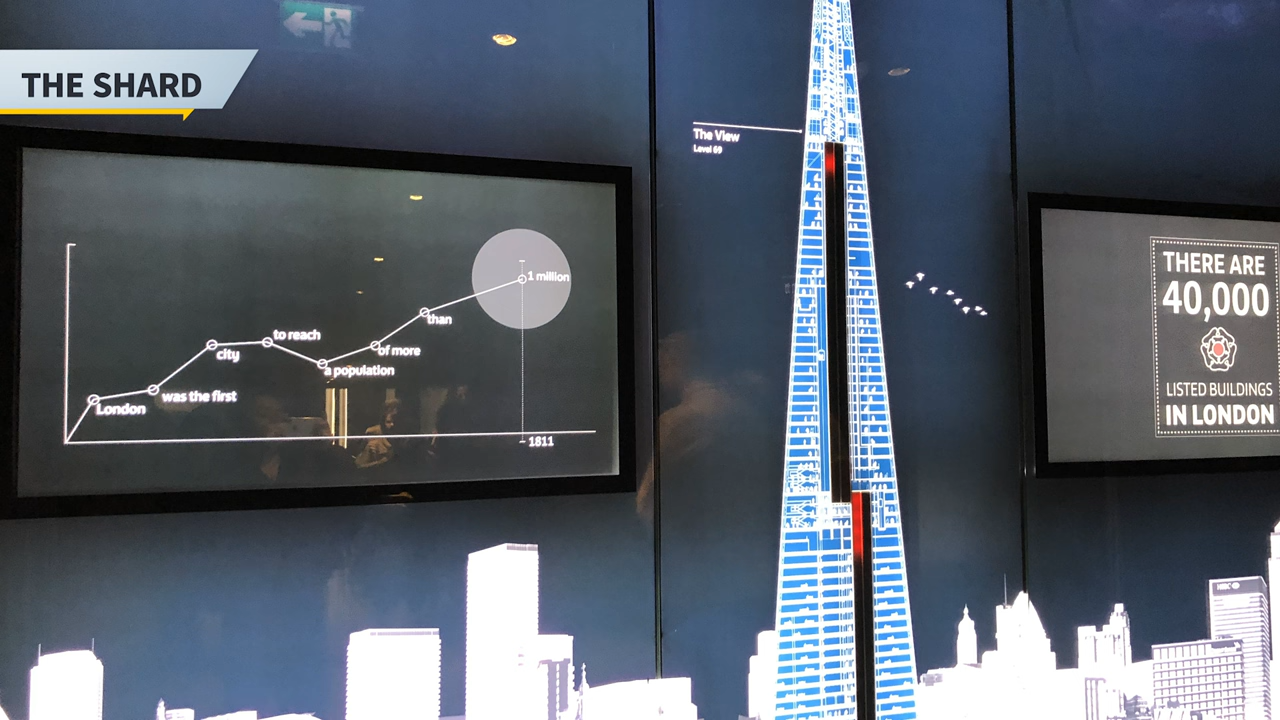 THE SHARD
London
was the first
city
to reach
a population
of more
than
1 million
1811
The View
Level 69
THERE ARE
40,000
LISTED BUILDINGS
IN LONDON